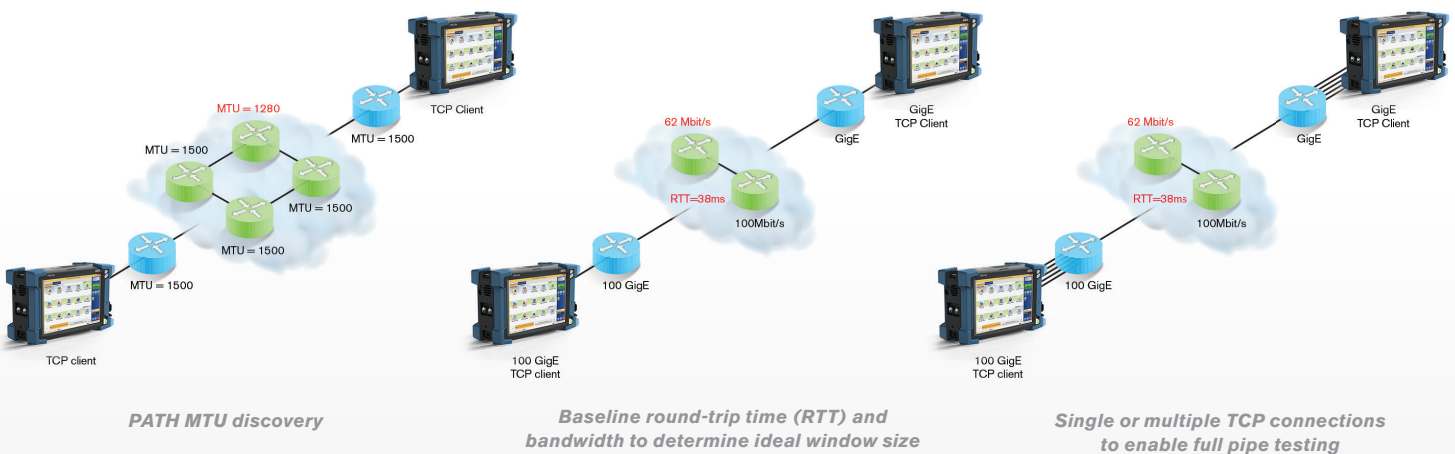 TCP Client
MTU = 1280
MTU = 1500
MTU = 1500
MTU = 1500
MTU = 1500
MTU = 1500
TCP client
PATH MTU discovery
GigE
TCP Client
GigE
62 Mbit/s
RTT=38ms
100Mbit/s
100 GigE
100 GigE
TCP client
Baseline round-trip time (RTT) and
bandwidth to determine ideal window size
GigE
TCP Client
GigE
62 Mbit/s
RTT=38ms
100Mbit/s
100 GigE
100 GigE
TCP client
Single or multiple TCP connections
to enable full pipe testing